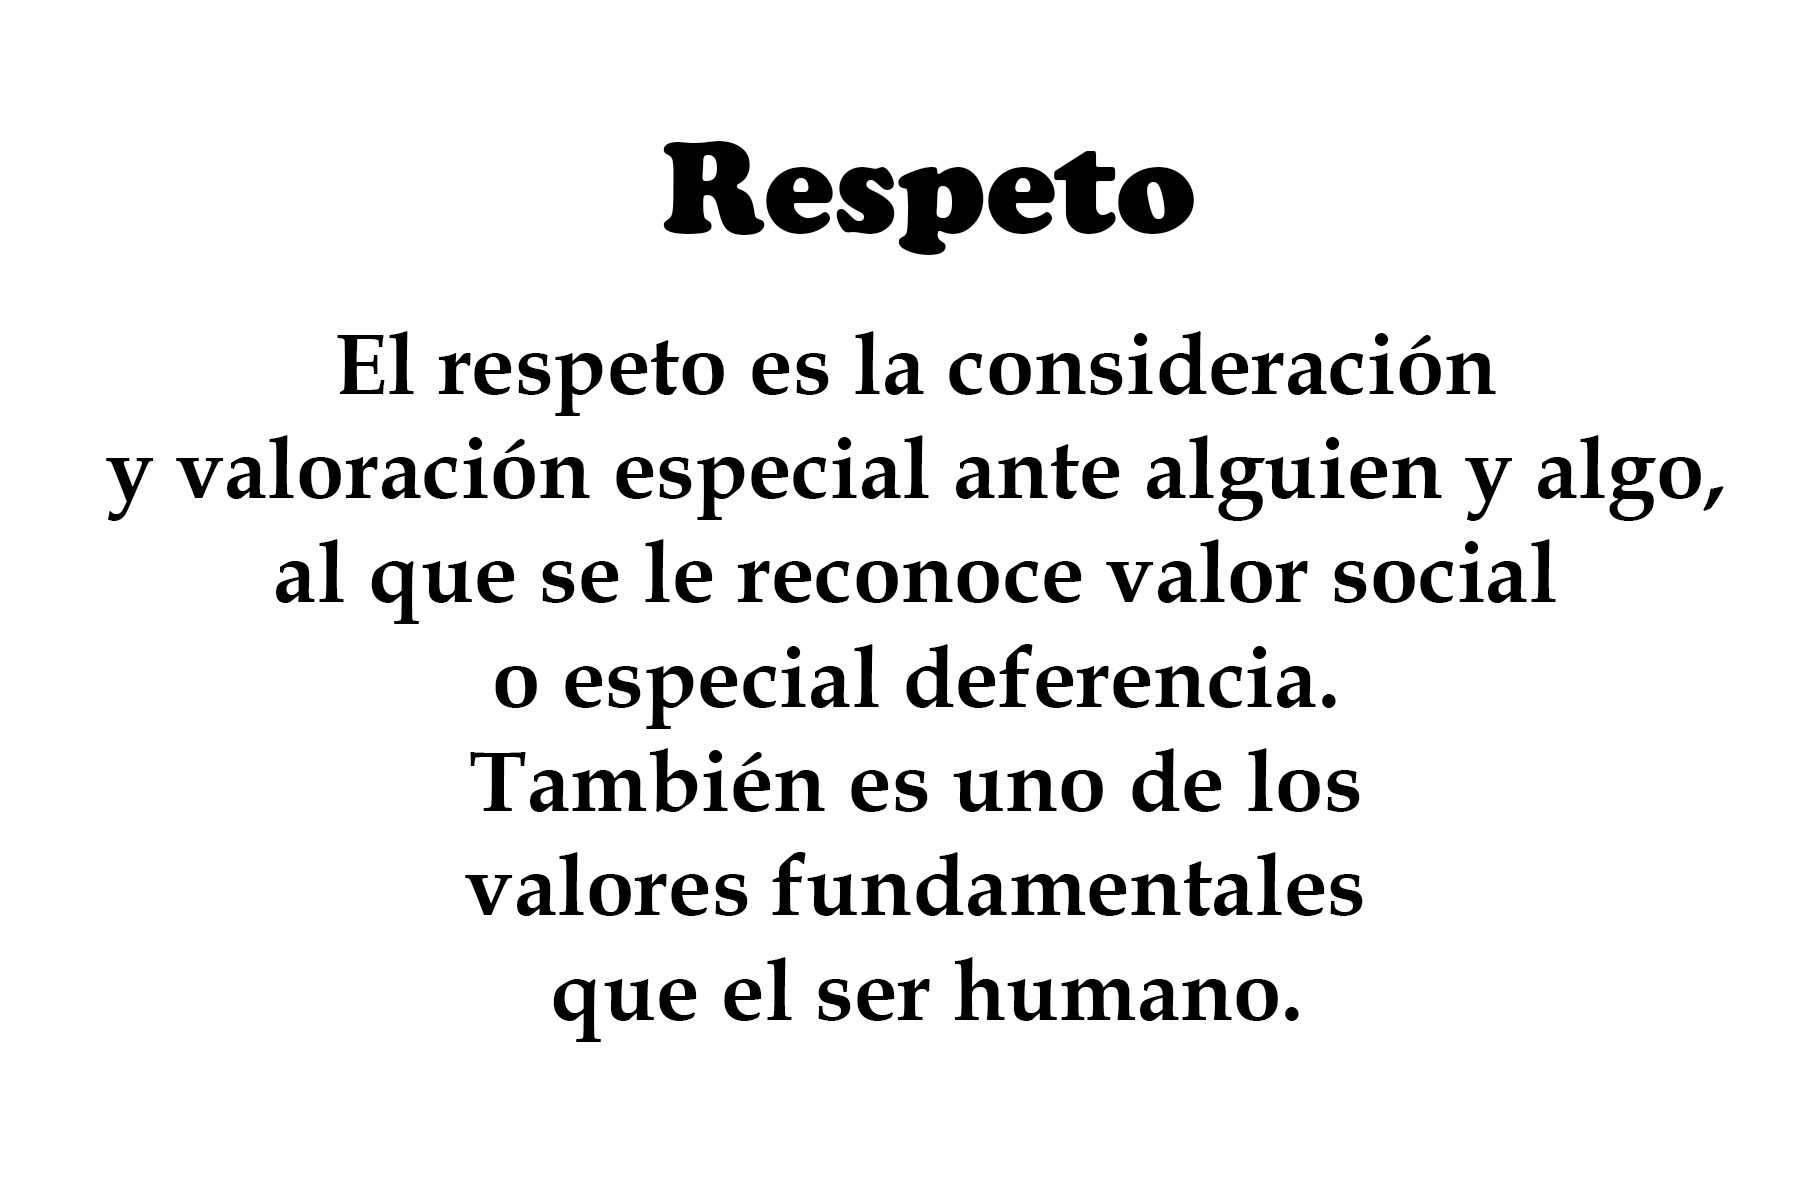 Respeto
El respeto es la consideración
y valoración especial ante alguien y algo,
al que se le reconoce valor social
o especial deferencia.
También es uno de los
valores fundamentales
que el ser humano.